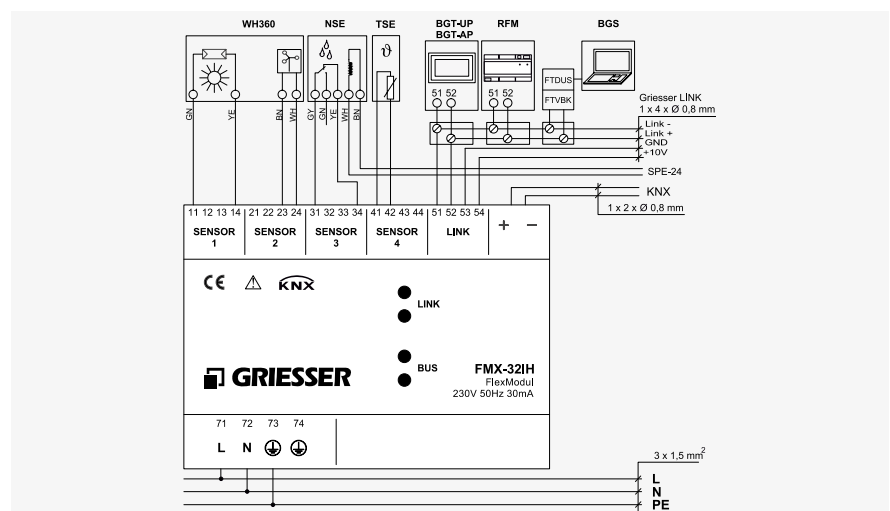 WH360 NSE TSE BGT-UP RFM BGS
BGT-AP
ϑ
FTDUS
51 52 51 52 FTVBK
Griesser LINK
1 x 4 x Ø 0,8 mm
GN YE BN WH GY GN YE WH BN
Link -
Link +
GND
+10V
SPE-24
KNX
1 x 2 x Ø 0,8 mm
11 12 13 14 21 22 23 24 31 32 33 34 41 42 43 44 51 52 53 54 + −
SENSOR SENSOR SENSOR SENSOR LINK
1 2 3 4
CE KNX
LINK
BUS
GRIESSER
FMX-32IH
FlexModul
230V 50Hz 30mA
71 72 73 74
L N
3 x 1,5 mm²
L
N
PE